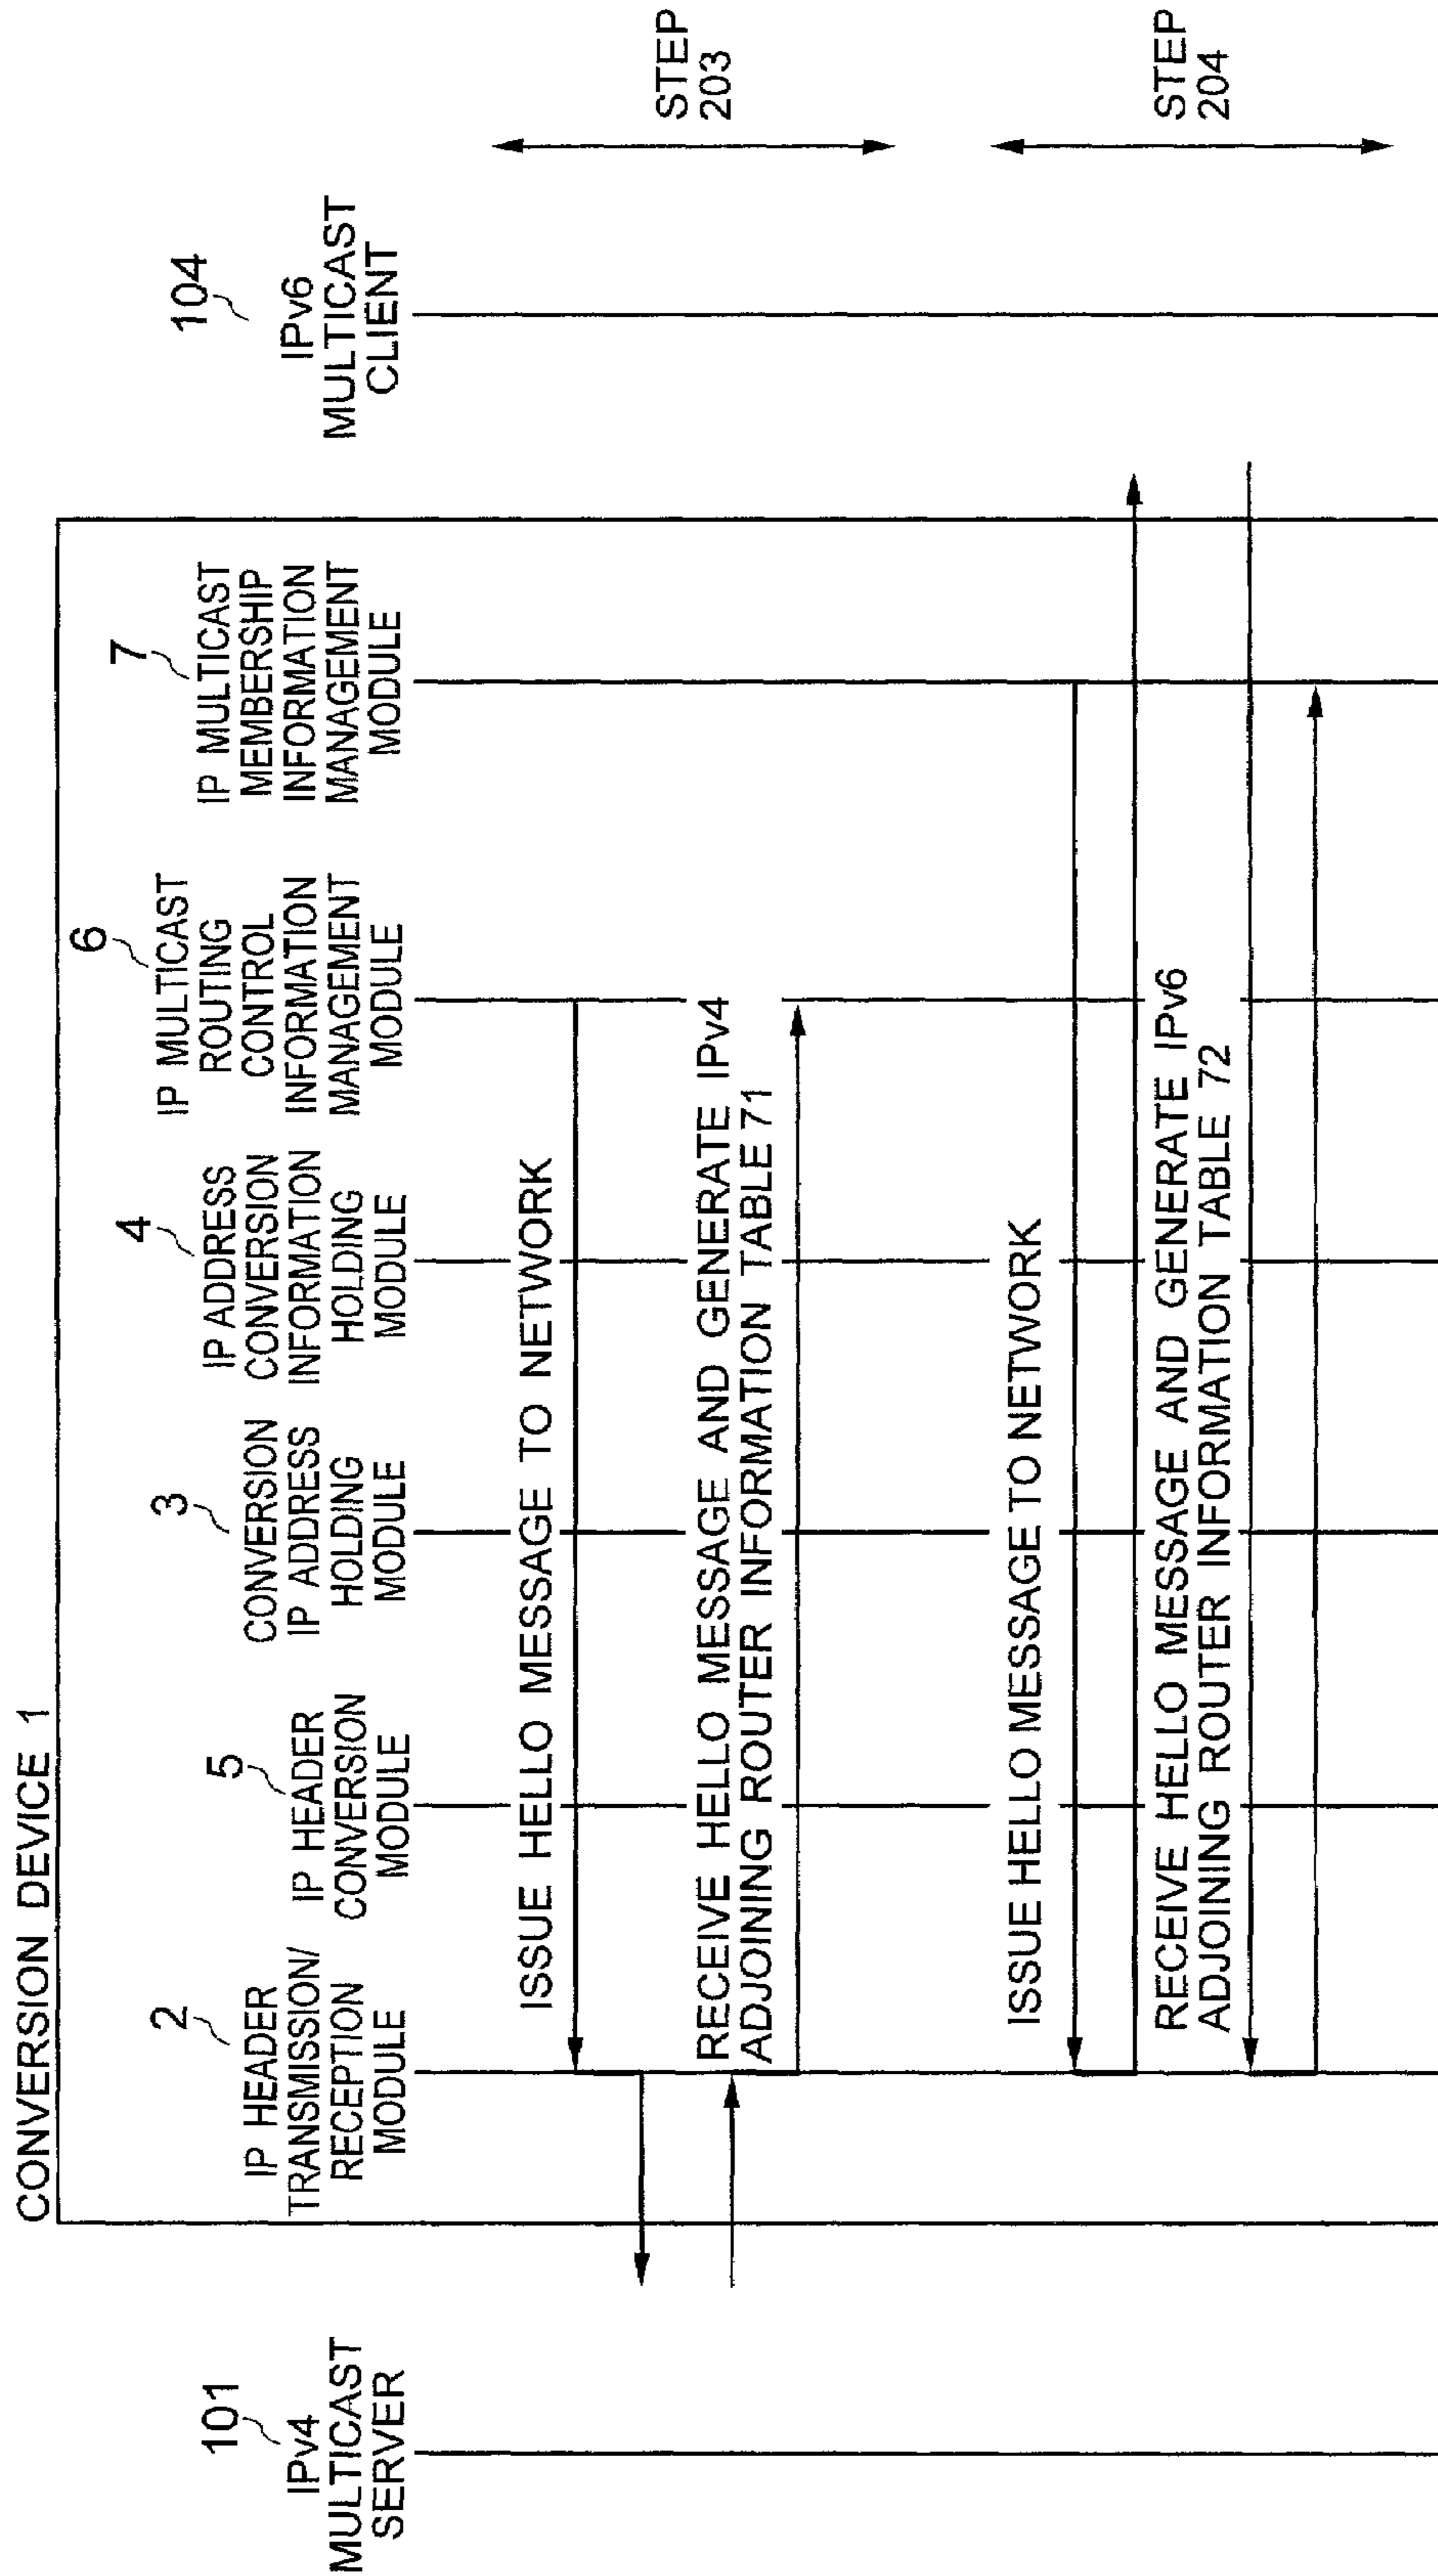 CONVERSION DEVICE 1
101
IPv4
MULTICAST
SERVER
2
IP HEADER
TRANSMISSION/
RECEPTION
MODULE
5
IP HEADER
CONVERSION
MODULE
3
CONVERSION
IP ADDRESS
HOLDING
MODULE
4
IP ADDRESS
CONVERSION
INFORMATION
HOLDING
MODULE
6
IP MULTICAST
ROUTING
CONTROL
INFORMATION
MANAGEMENT
MODULE
7
IP MULTICAST
MEMBERSHIP
INFORMATION
MANAGEMENT
MODULE
104
IPv6
MULTICAST
CLIENT
ISSUE HELLO MESSAGE TO NETWORK
RECEIVE HELLO MESSAGE AND GENERATE IPv4
ADJOINING ROUTER INFORMATION TABLE 71
STEP
203
ISSUE HELLO MESSAGE TO NETWORK
RECEIVE HELLO MESSAGE AND GENERATE IPv6
ADJOINING ROUTER INFORMATION TABLE 72
STEP
204